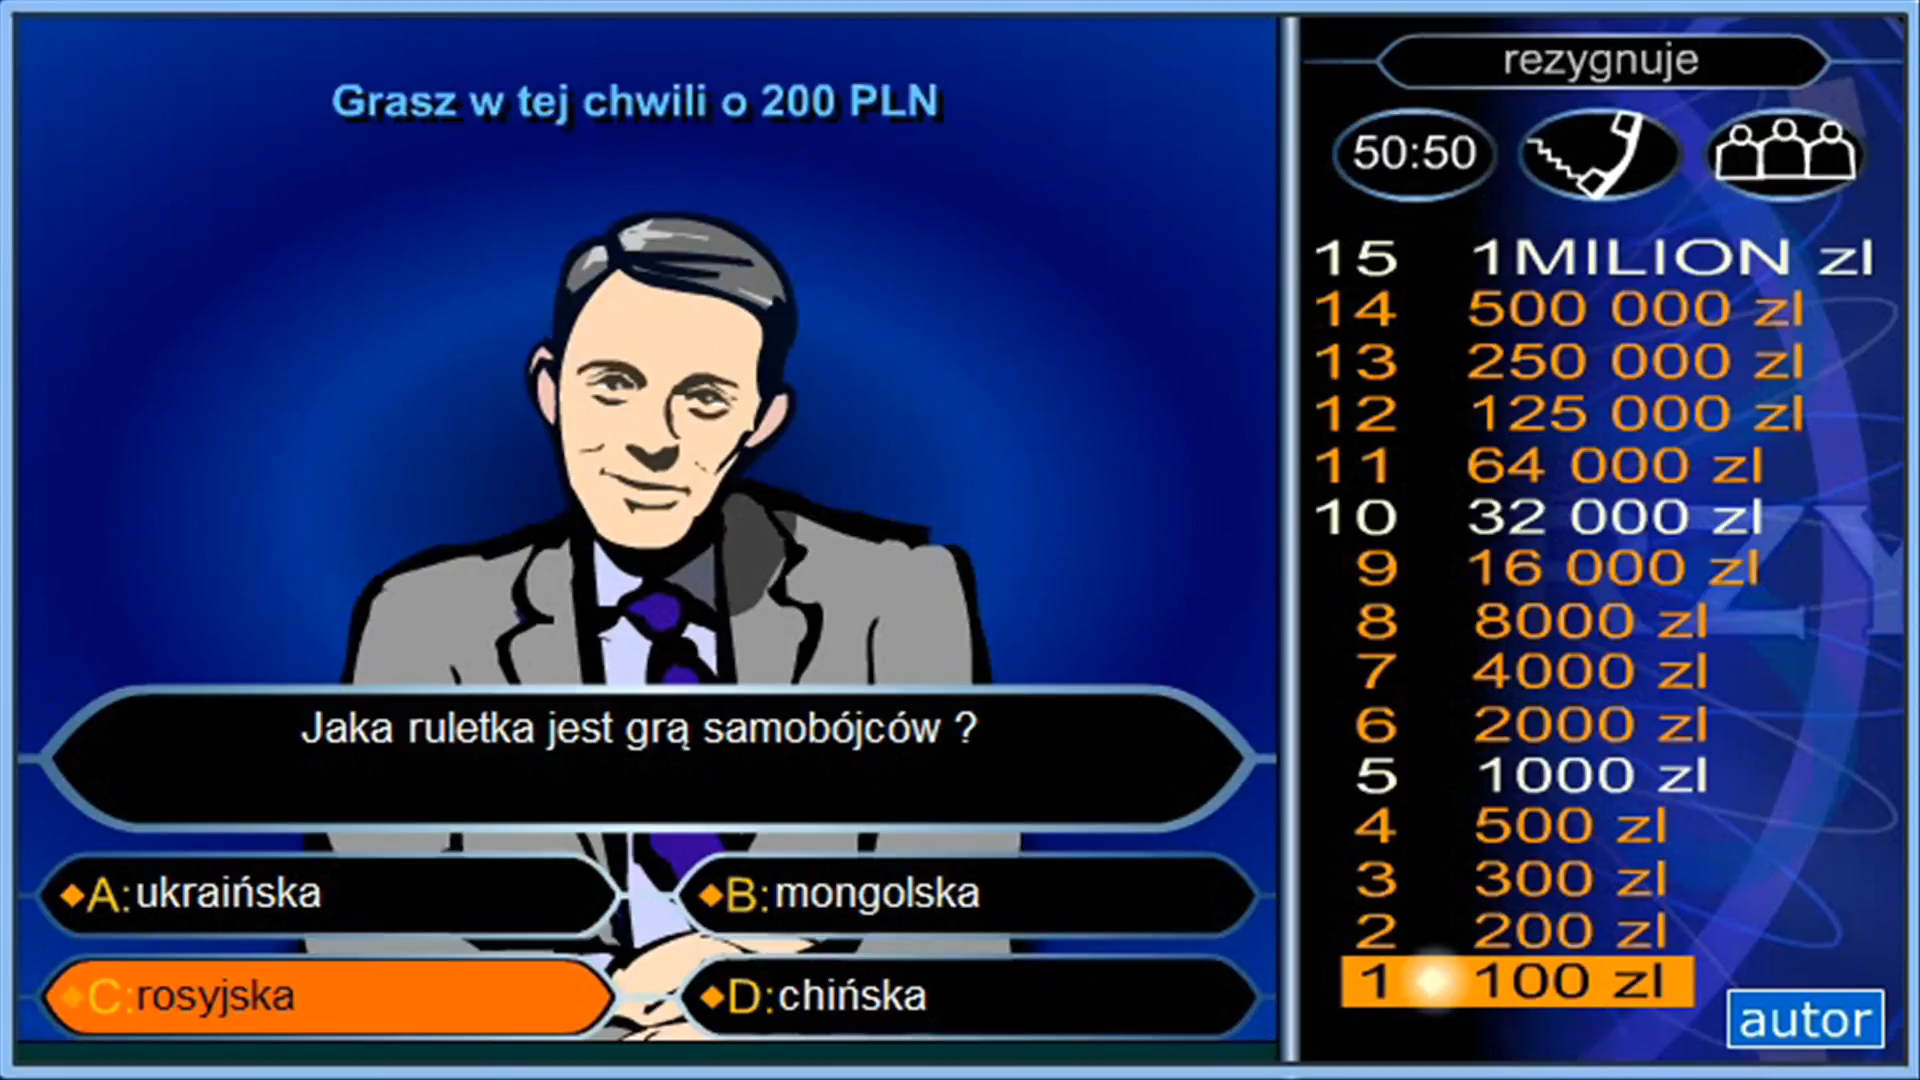 Grasz w tej chwili o 200 PLN
Jaka ruletka jest grą samobójców ?
A: ukraińska
B: mongolska
C: rosyjska
D: chińska
rezygnuje
50:50
15 1MILION zl
14 500 000 zl
13 250 000 zl
12 125 000 zl
11 64 000 zl
10 32 000 zl
9 16 000 zl
8 8000 zl
7 4000 zl
6 2000 zl
5 1000 zl
4 500 zl
3 300 zl
2 200 zl
1 100 zl
autor